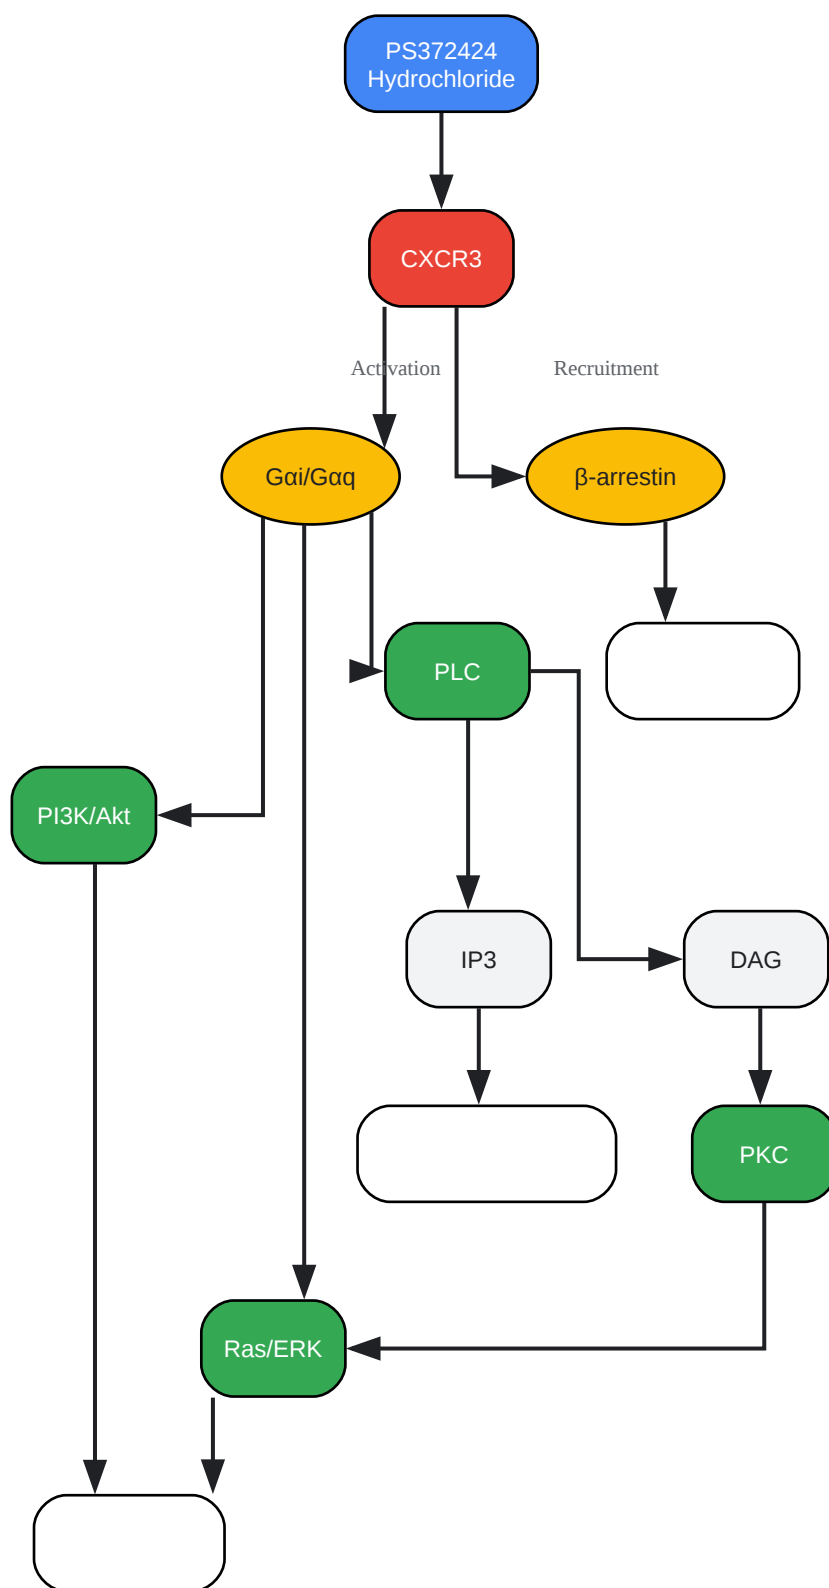 PS372424
Hydrochloride
CXCR3
Activation
Recruitment
Gαi/Gαq
β-arrestin
PLC
PI3K/Akt
IP3
DAG
PKC
Ras/ERK